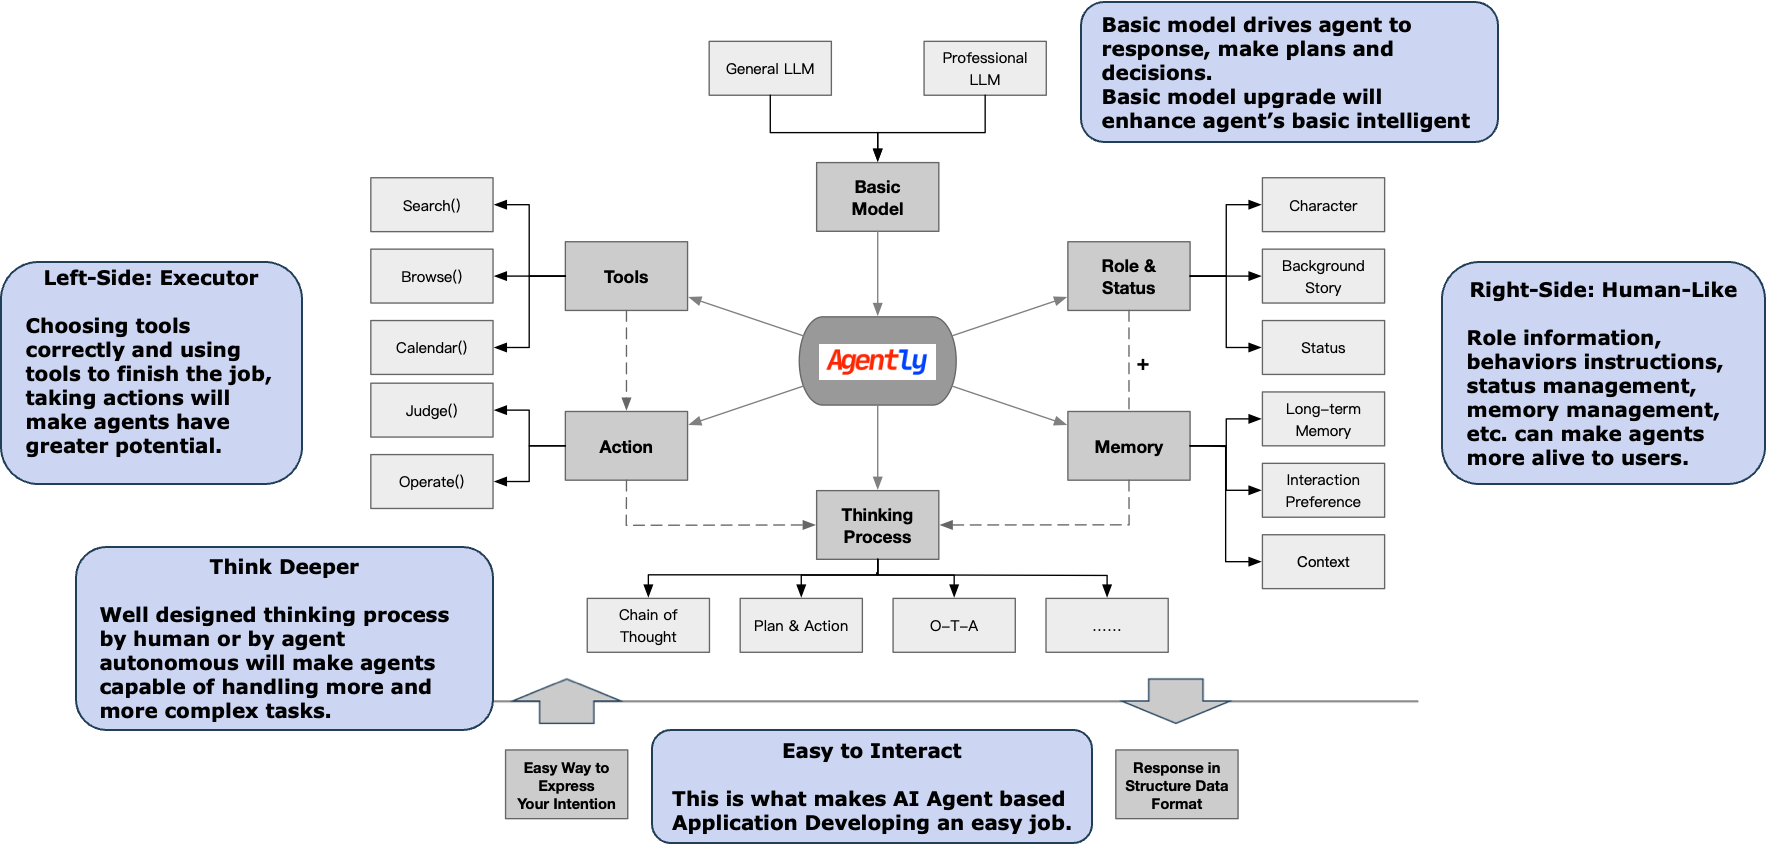 Basic model drives agent to
response, make plans and
decisions.
Basic model upgrade will
enhance agent’s basic intelligent
General LLM
Professional
LLM
Basic
Model
Search()
Browse()
Calendar()
Judge()
Operate()
Tools
Action
Agently
Role &
Status
+
Memory
Character
Background
Story
Status
Long-term
Memory
Interaction
Preference
Context
Left-Side: Executor
Choosing tools
correctly and using
tools to finish the job,
taking actions will
make agents have
greater potential.
Right-Side: Human-Like
Role information,
behaviors instructions,
status management,
memory management,
etc. can make agents
more alive to users.
Thinking
Process
Chain of
Thought
Plan & Action
O-T-A
......
Think Deeper
Well designed thinking process
by human or by agent
autonomous will make agents
capable of handling more and
more complex tasks.
Easy Way to
Express
Your Intention
Easy to Interact
This is what makes AI Agent based
Application Developing an easy job.
Response in
Structure Data
Format